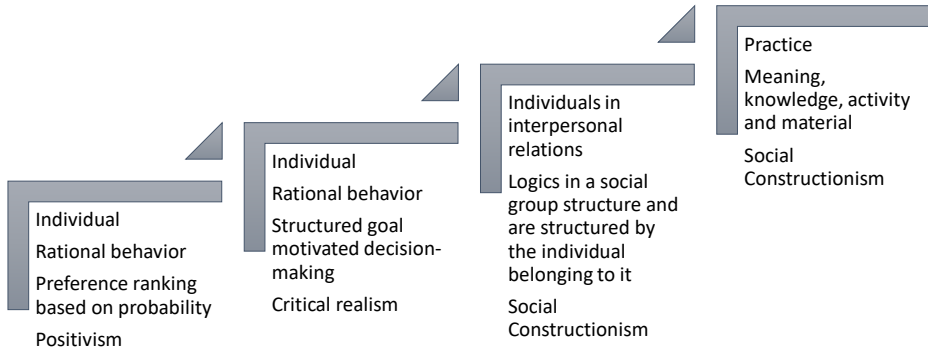 Individual
Rational behavior
Preference ranking
based on probability
Positivism
Individual
Rational behavior
Structured goal
motivated decision-
making
Critical realism
Individuals in
interpersonal
relations
Logics in a social
group structure and
are structured by
the individual
belonging to it
Social
Constructionism
Practice
Meaning,
knowledge, activity
and material
Social
Constructionism